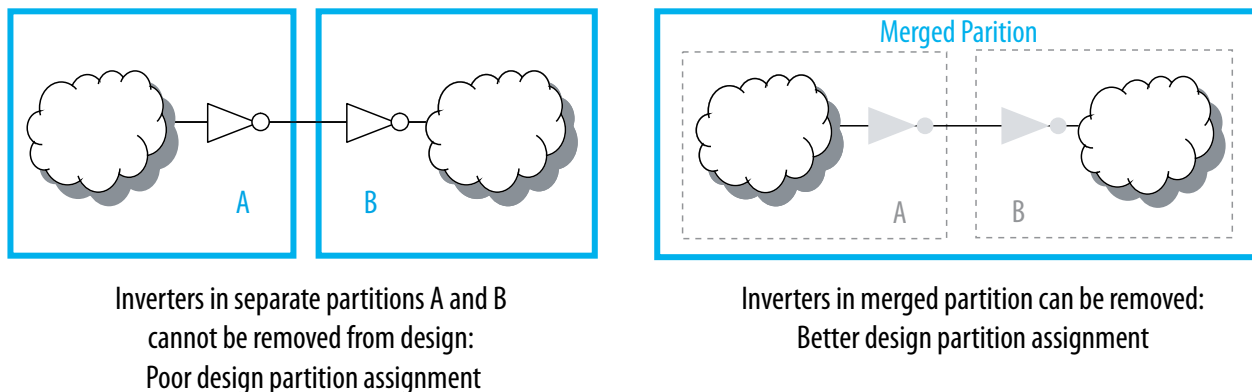 A
B
Inverters in separate partitions A and B
cannot be removed from design:
Poor design partition assignment
Merged Parition
A
B
Inverters in merged partition can be removed:
Better design partition assignment